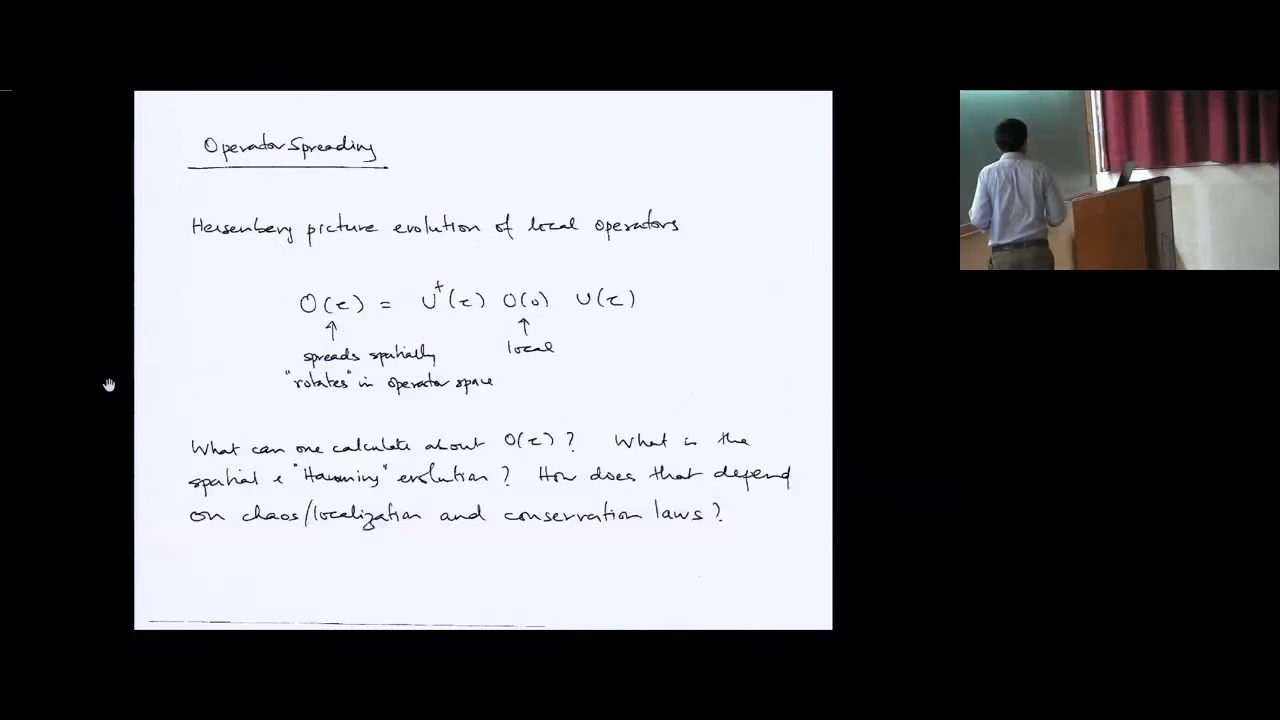 Operator Spreading
Heisenberg picture evolution of local operators
O(τ) = U†(τ) O(0) U(τ)
↑ ↑
spreads spatially local
"rotates" in operator space
What can one calculate about O(τ)? What is the
spatial & "Hamming" evolution? How does that depend
on chaos/localization and conservation laws?